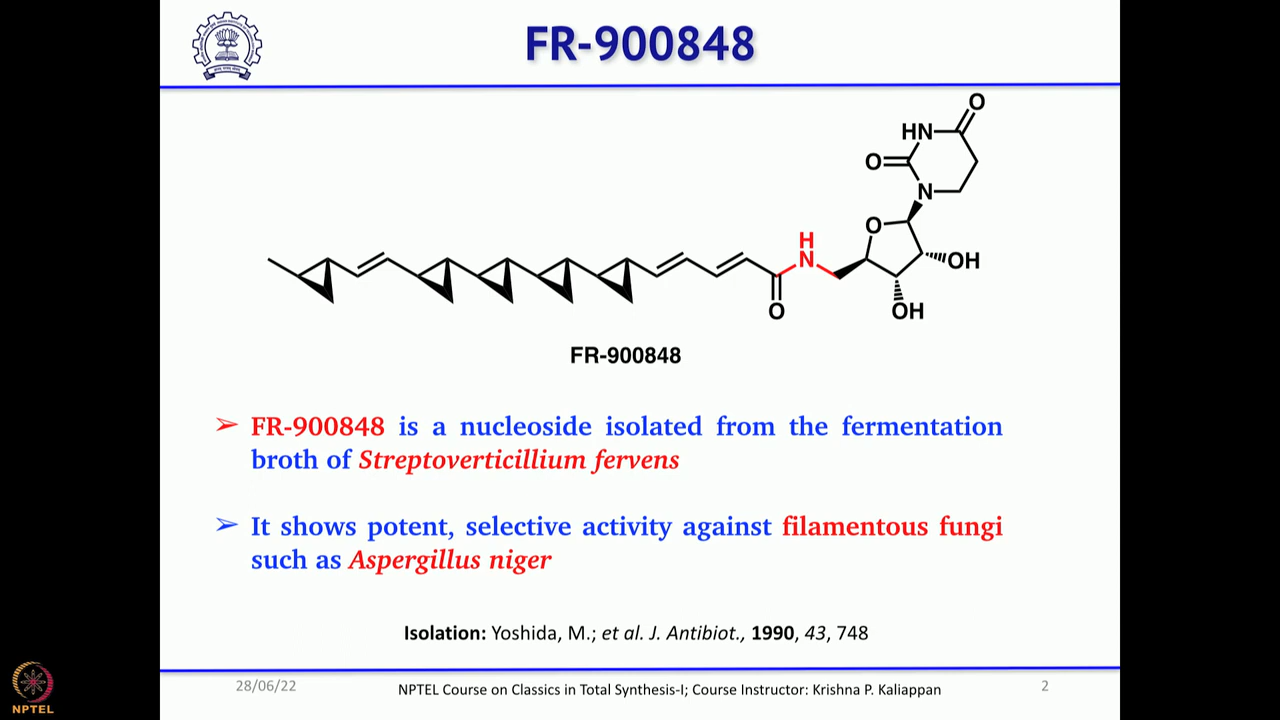 FR-900848
O
HN
O
N
O
H
N
OH
O
OH
FR-900848
➢ FR-900848 is a nucleoside isolated from the fermentation
broth of Streptoverticillium fervens
➢ It shows potent, selective activity against filamentous fungi
such as Aspergillus niger
Isolation: Yoshida, M.; et al. J. Antibiot., 1990, 43, 748
28/06/22 NPTEL Course on Classics in Total Synthesis-I; Course Instructor: Krishna P. Kaliappan 2
NPTEL